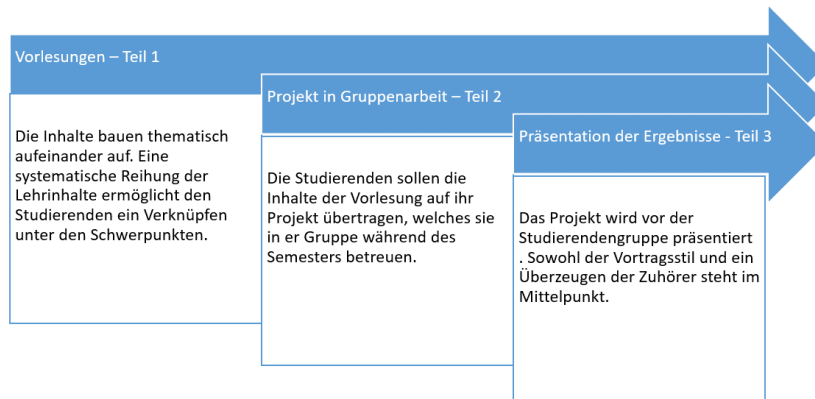 Vorlesungen – Teil 1
Die Inhalte bauen thematisch
aufeinander auf. Eine
systematische Reihung der
Lehrinhalte ermöglicht den
Studierenden ein Verknüpfen
unter den Schwerpunkten.
Projekt in Gruppenarbeit – Teil 2
Die Studierenden sollen die
Inhalte der Vorlesung auf ihr
Projekt übertragen, welches sie
in er Gruppe während des
Semesters betreuen.
Präsentation der Ergebnisse - Teil 3
Das Projekt wird vor der
Studierendengruppe präsentiert
. Sowohl der Vortragsstil und ein
Überzeugen der Zuhörer steht im
Mittelpunkt.